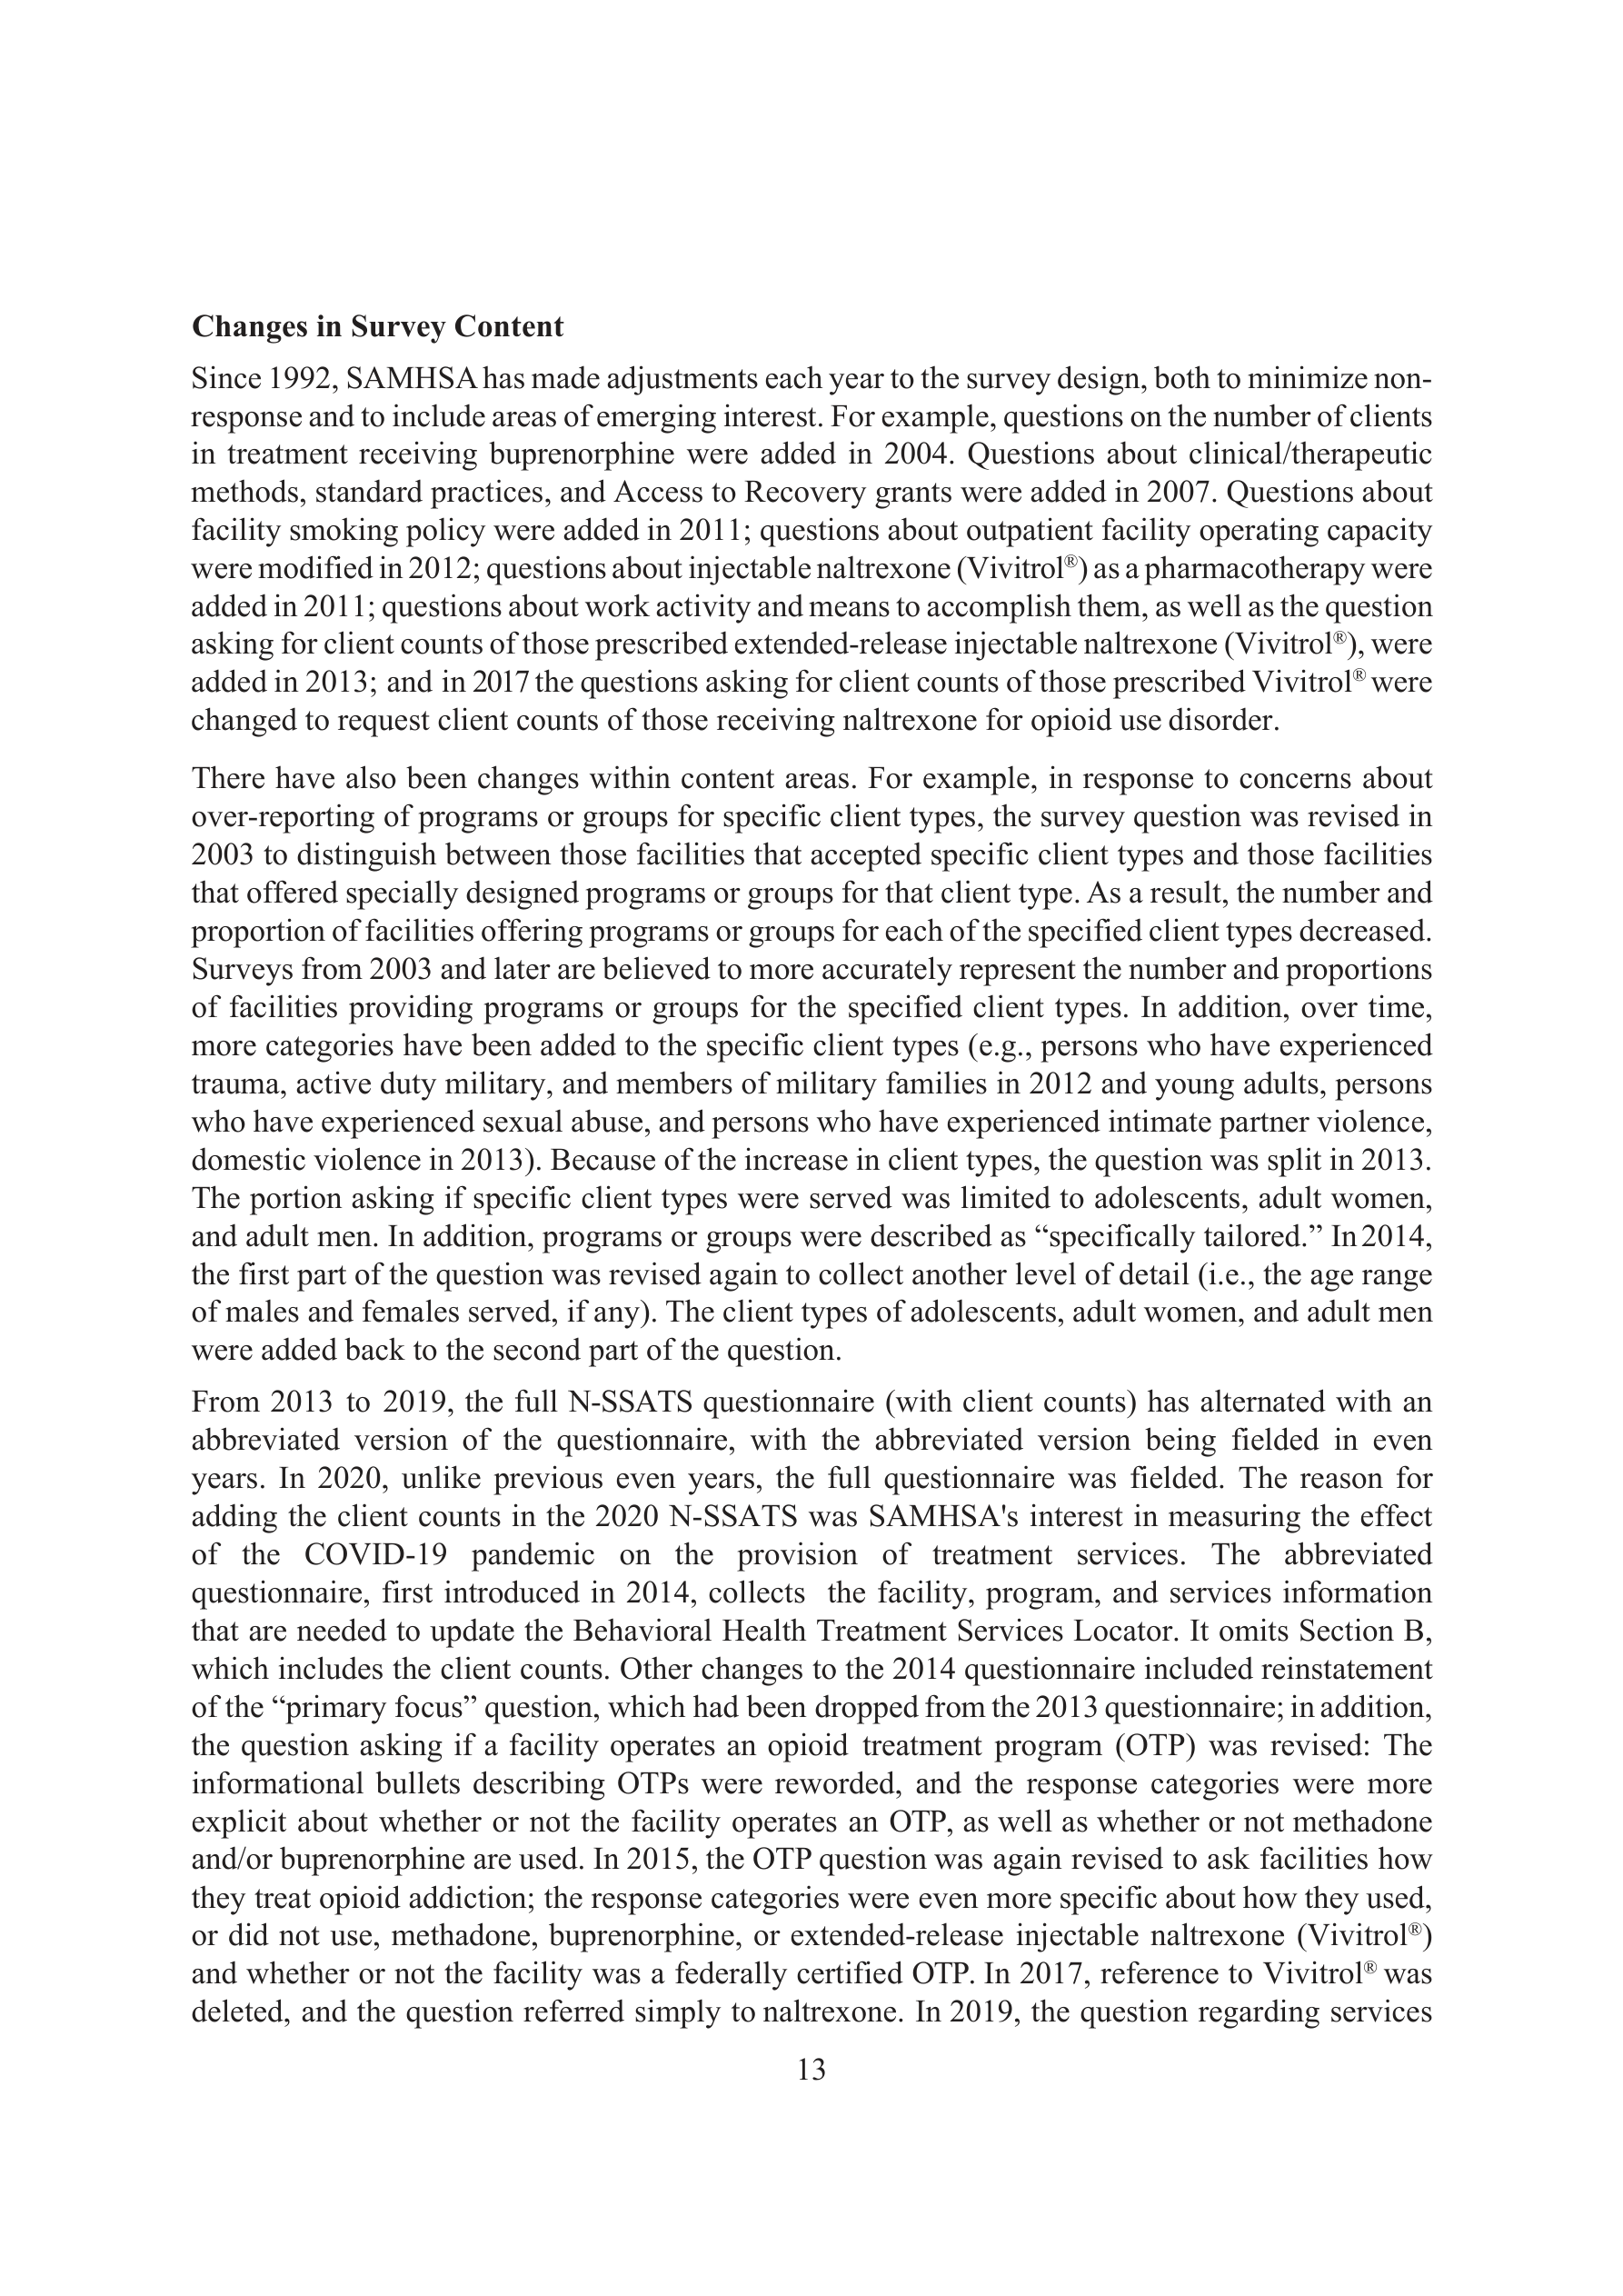 Changes in Survey Content
Since 1992, SAMHSA has made adjustments each year to the survey design, both to minimize non-
response and to include areas of emerging interest. For example, questions on the number of clients
in treatment receiving buprenorphine were added in 2004. Questions about clinical/therapeutic
methods, standard practices, and Access to Recovery grants were added in 2007. Questions about
facility smoking policy were added in 2011; questions about outpatient facility operating capacity
were modified in 2012; questions about injectable naltrexone (Vivitrol®) as a pharmacotherapy were
added in 2011; questions about work activity and means to accomplish them, as well as the question
asking for client counts of those prescribed extended-release injectable naltrexone (Vivitrol®), were
added in 2013; and in 2017 the questions asking for client counts of those prescribed Vivitrol® were
changed to request client counts of those receiving naltrexone for opioid use disorder.
There have also been changes within content areas. For example, in response to concerns about
over-reporting of programs or groups for specific client types, the survey question was revised in
2003 to distinguish between those facilities that accepted specific client types and those facilities
that offered specially designed programs or groups for that client type. As a result, the number and
proportion of facilities offering programs or groups for each of the specified client types decreased.
Surveys from 2003 and later are believed to more accurately represent the number and proportions
of facilities providing programs or groups for the specified client types. In addition, over time,
more categories have been added to the specific client types (e.g., persons who have experienced
trauma, active duty military, and members of military families in 2012 and young adults, persons
who have experienced sexual abuse, and persons who have experienced intimate partner violence,
domestic violence in 2013). Because of the increase in client types, the question was split in 2013.
The portion asking if specific client types were served was limited to adolescents, adult women,
and adult men. In addition, programs or groups were described as “specifically tailored.” In 2014,
the first part of the question was revised again to collect another level of detail (i.e., the age range
of males and females served, if any). The client types of adolescents, adult women, and adult men
were added back to the second part of the question.
From 2013 to 2019, the full N-SSATS questionnaire (with client counts) has alternated with an
abbreviated version of the questionnaire, with the abbreviated version being fielded in even
years. In 2020, unlike previous even years, the full questionnaire was fielded. The reason for
adding the client counts in the 2020 N-SSATS was SAMHSA's interest in measuring the effect
of the COVID-19 pandemic on the provision of treatment services. The abbreviated
questionnaire, first introduced in 2014, collects the facility, program, and services information
that are needed to update the Behavioral Health Treatment Services Locator. It omits Section B,
which includes the client counts. Other changes to the 2014 questionnaire included reinstatement
of the “primary focus” question, which had been dropped from the 2013 questionnaire; in addition,
the question asking if a facility operates an opioid treatment program (OTP) was revised: The
informational bullets describing OTPs were reworded, and the response categories were more
explicit about whether or not the facility operates an OTP, as well as whether or not methadone
and/or buprenorphine are used. In 2015, the OTP question was again revised to ask facilities how
they treat opioid addiction; the response categories were even more specific about how they used,
or did not use, methadone, buprenorphine, or extended-release injectable naltrexone (Vivitrol®)
and whether or not the facility was a federally certified OTP. In 2017, reference to Vivitrol® was
deleted, and the question referred simply to naltrexone. In 2019, the question regarding services
13